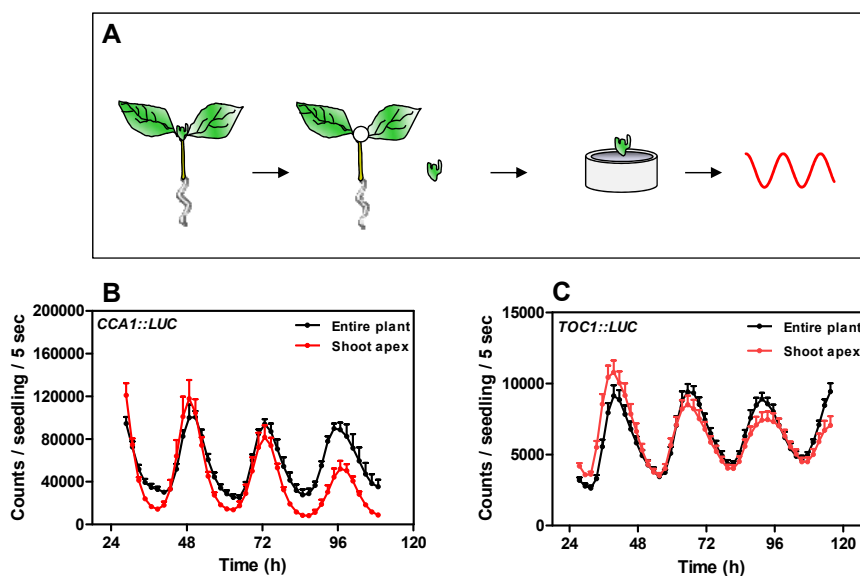 A
B
CCA1::LUC
Entire plant
Shoot apex
Counts / seedling / 5 sec
200000
160000
120000
80000
40000
0
24 48 72 96 120
Time (h)
C
TOC1::LUC
Entire plant
Shoot apex
Counts / seedling / 5 sec
15000
10000
5000
0
24 48 72 96 120
Time (h)